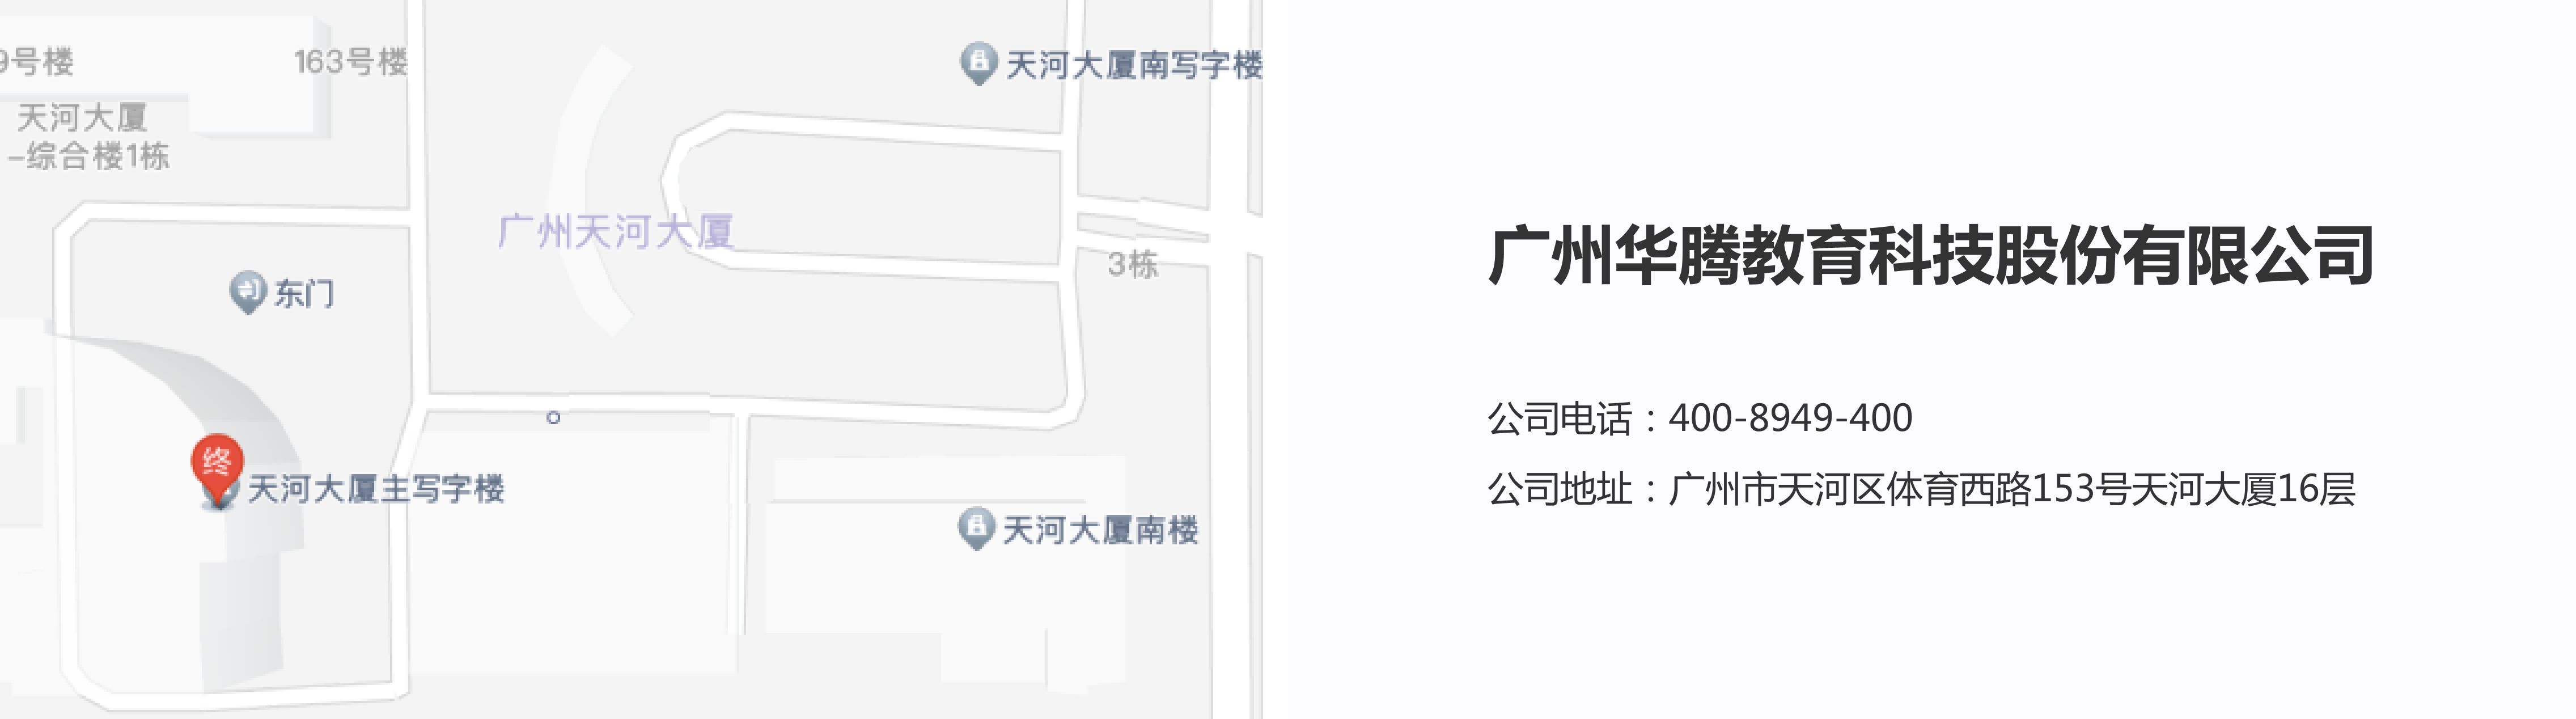 9号楼
163号楼
天河大厦南写字楼
天河大厦
-综合楼1栋
广州天河大厦
3栋
东门
终
天河大厦主写字楼
天河大厦南楼
广州华腾教育科技股份有限公司
公司电话：400-8949-400
公司地址：广州市天河区体育西路153号天河大厦16层